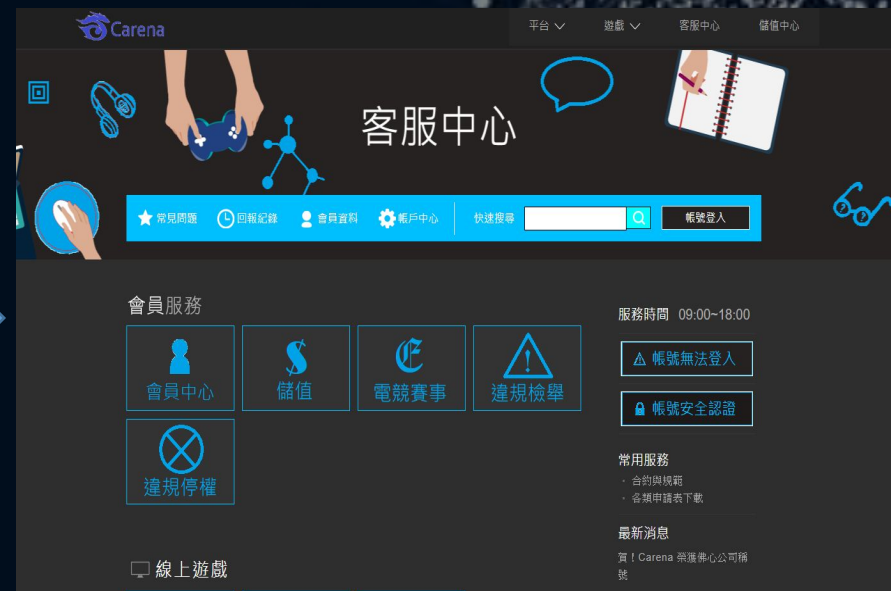 Carena
平台
遊戲
客服中心
儲值中心
客服中心
常見問題
回報紀錄
會員資料
帳戶中心
快速搜尋
帳號登入
會員服務
服務時間 09:00~18:00
會員中心
儲值
電競賽事
違規檢舉
帳號無法登入
帳號安全認證
違規停權
常用服務
· 合約與規範
· 各類申請表下載
最新消息
賀！Carena 榮獲佛心公司稱
號
線上遊戲